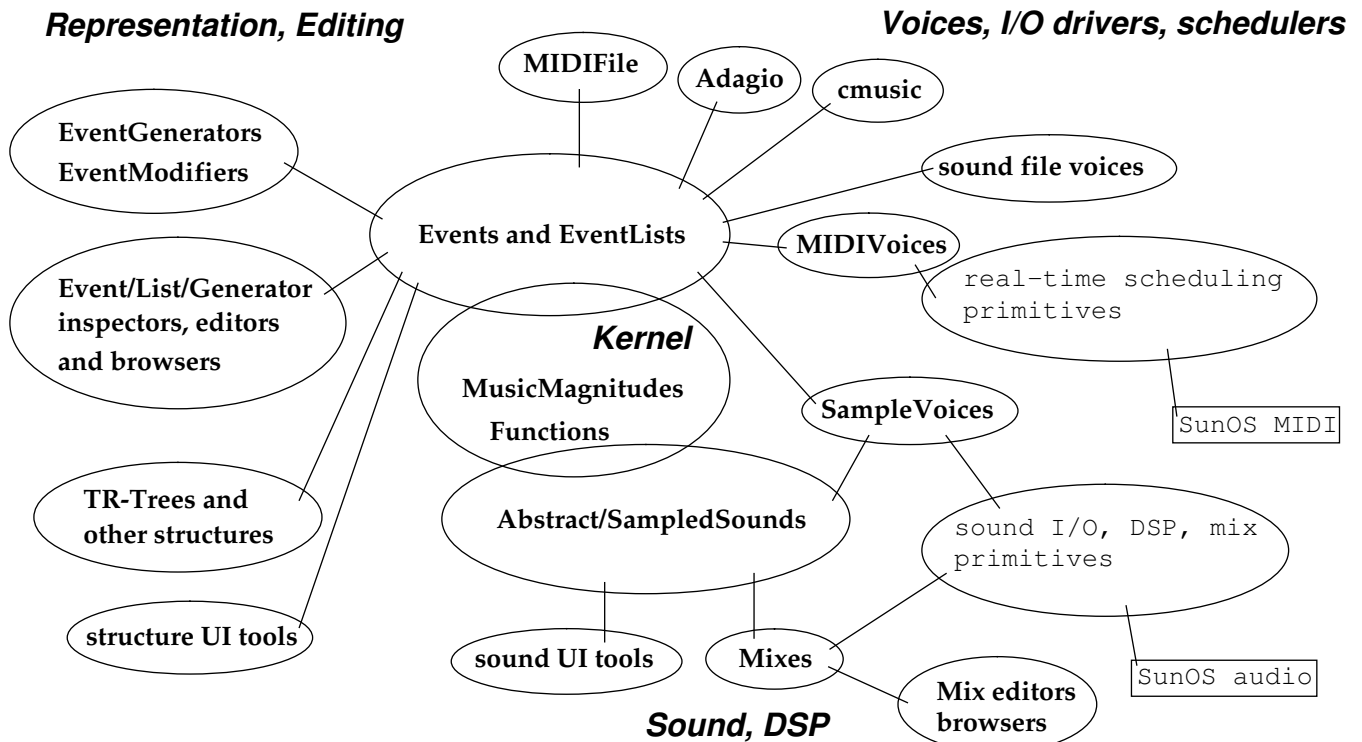 Representation, Editing
Voices, I/O drivers, schedulers
MIDIFile
Adagio
cmusic
EventGenerators
EventModifiers
sound file voices
Events and EventLists
MIDIVoices
real-time scheduling
primitives
Event/List/Generator
inspectors, editors
and browsers
Kernel
MusicMagnitudes
Functions
SampleVoices
SunOS MIDI
TR-Trees and
other structures
Abstract/SampledSounds
sound I/O, DSP, mix
primitives
structure UI tools
sound UI tools
Mixes
SunOS audio
Mix editors
browsers
Sound, DSP